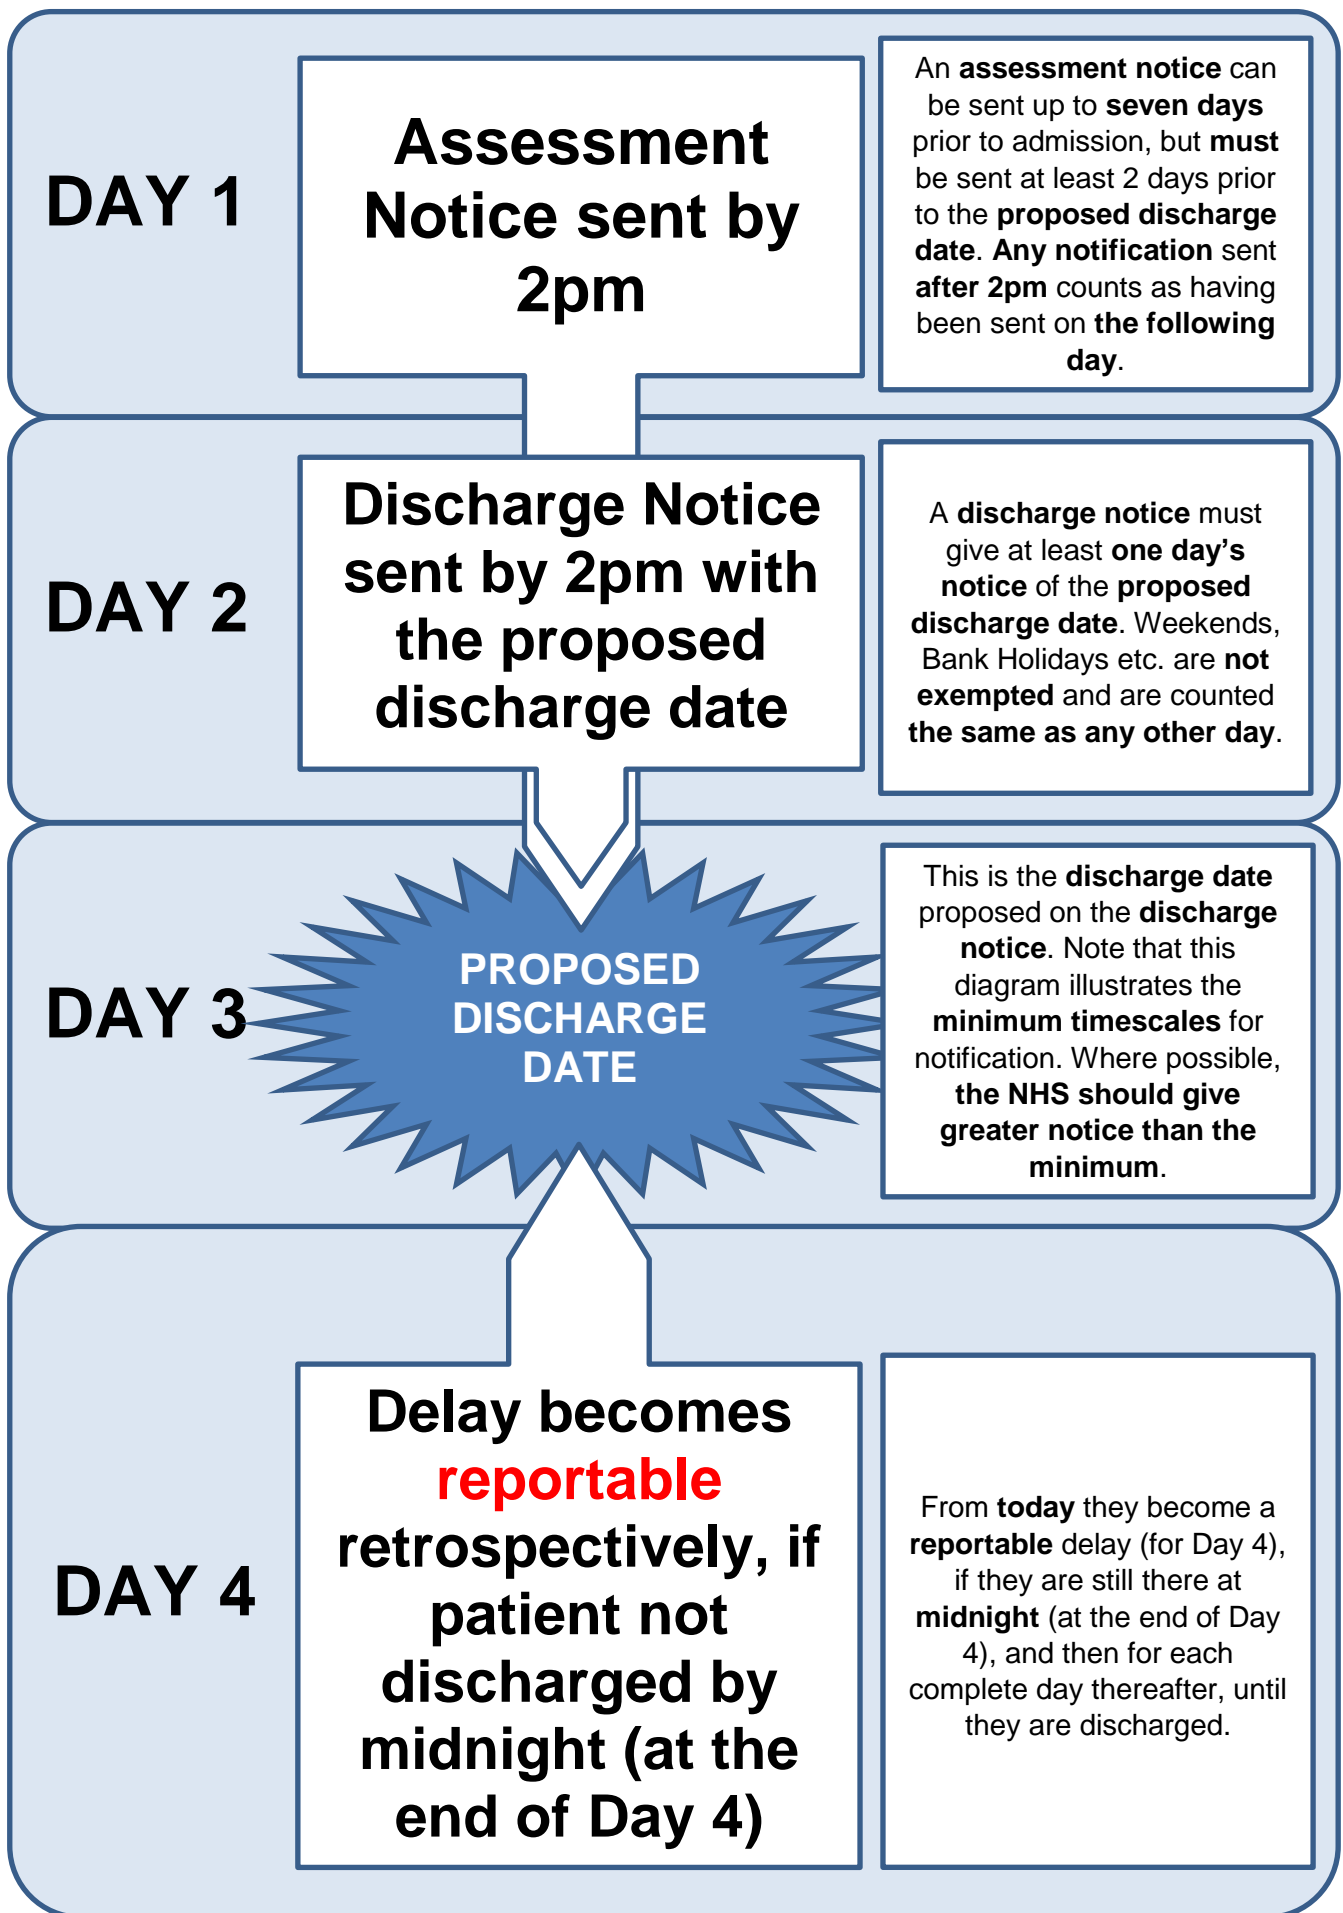 DAY 1
Assessment
Notice sent by
2pm
An assessment notice can
be sent up to seven days
prior to admission, but must
be sent at least 2 days prior
to the proposed discharge
date. Any notification sent
after 2pm counts as having
been sent on the following
day.
DAY 2
Discharge Notice
sent by 2pm with
the proposed
discharge date
A discharge notice must
give at least one day’s
notice of the proposed
discharge date. Weekends,
Bank Holidays etc. are not
exempted and are counted
the same as any other day.
DAY 3
PROPOSED
DISCHARGE
DATE
This is the discharge date
proposed on the discharge
notice. Note that this
diagram illustrates the
minimum timescales for
notification. Where possible,
the NHS should give
greater notice than the
minimum.
DAY 4
Delay becomes
reportable
retrospectively, if
patient not
discharged by
midnight (at the
end of Day 4)
From today they become a
reportable delay (for Day 4),
if they are still there at
midnight (at the end of Day
4), and then for each
complete day thereafter, until
they are discharged.